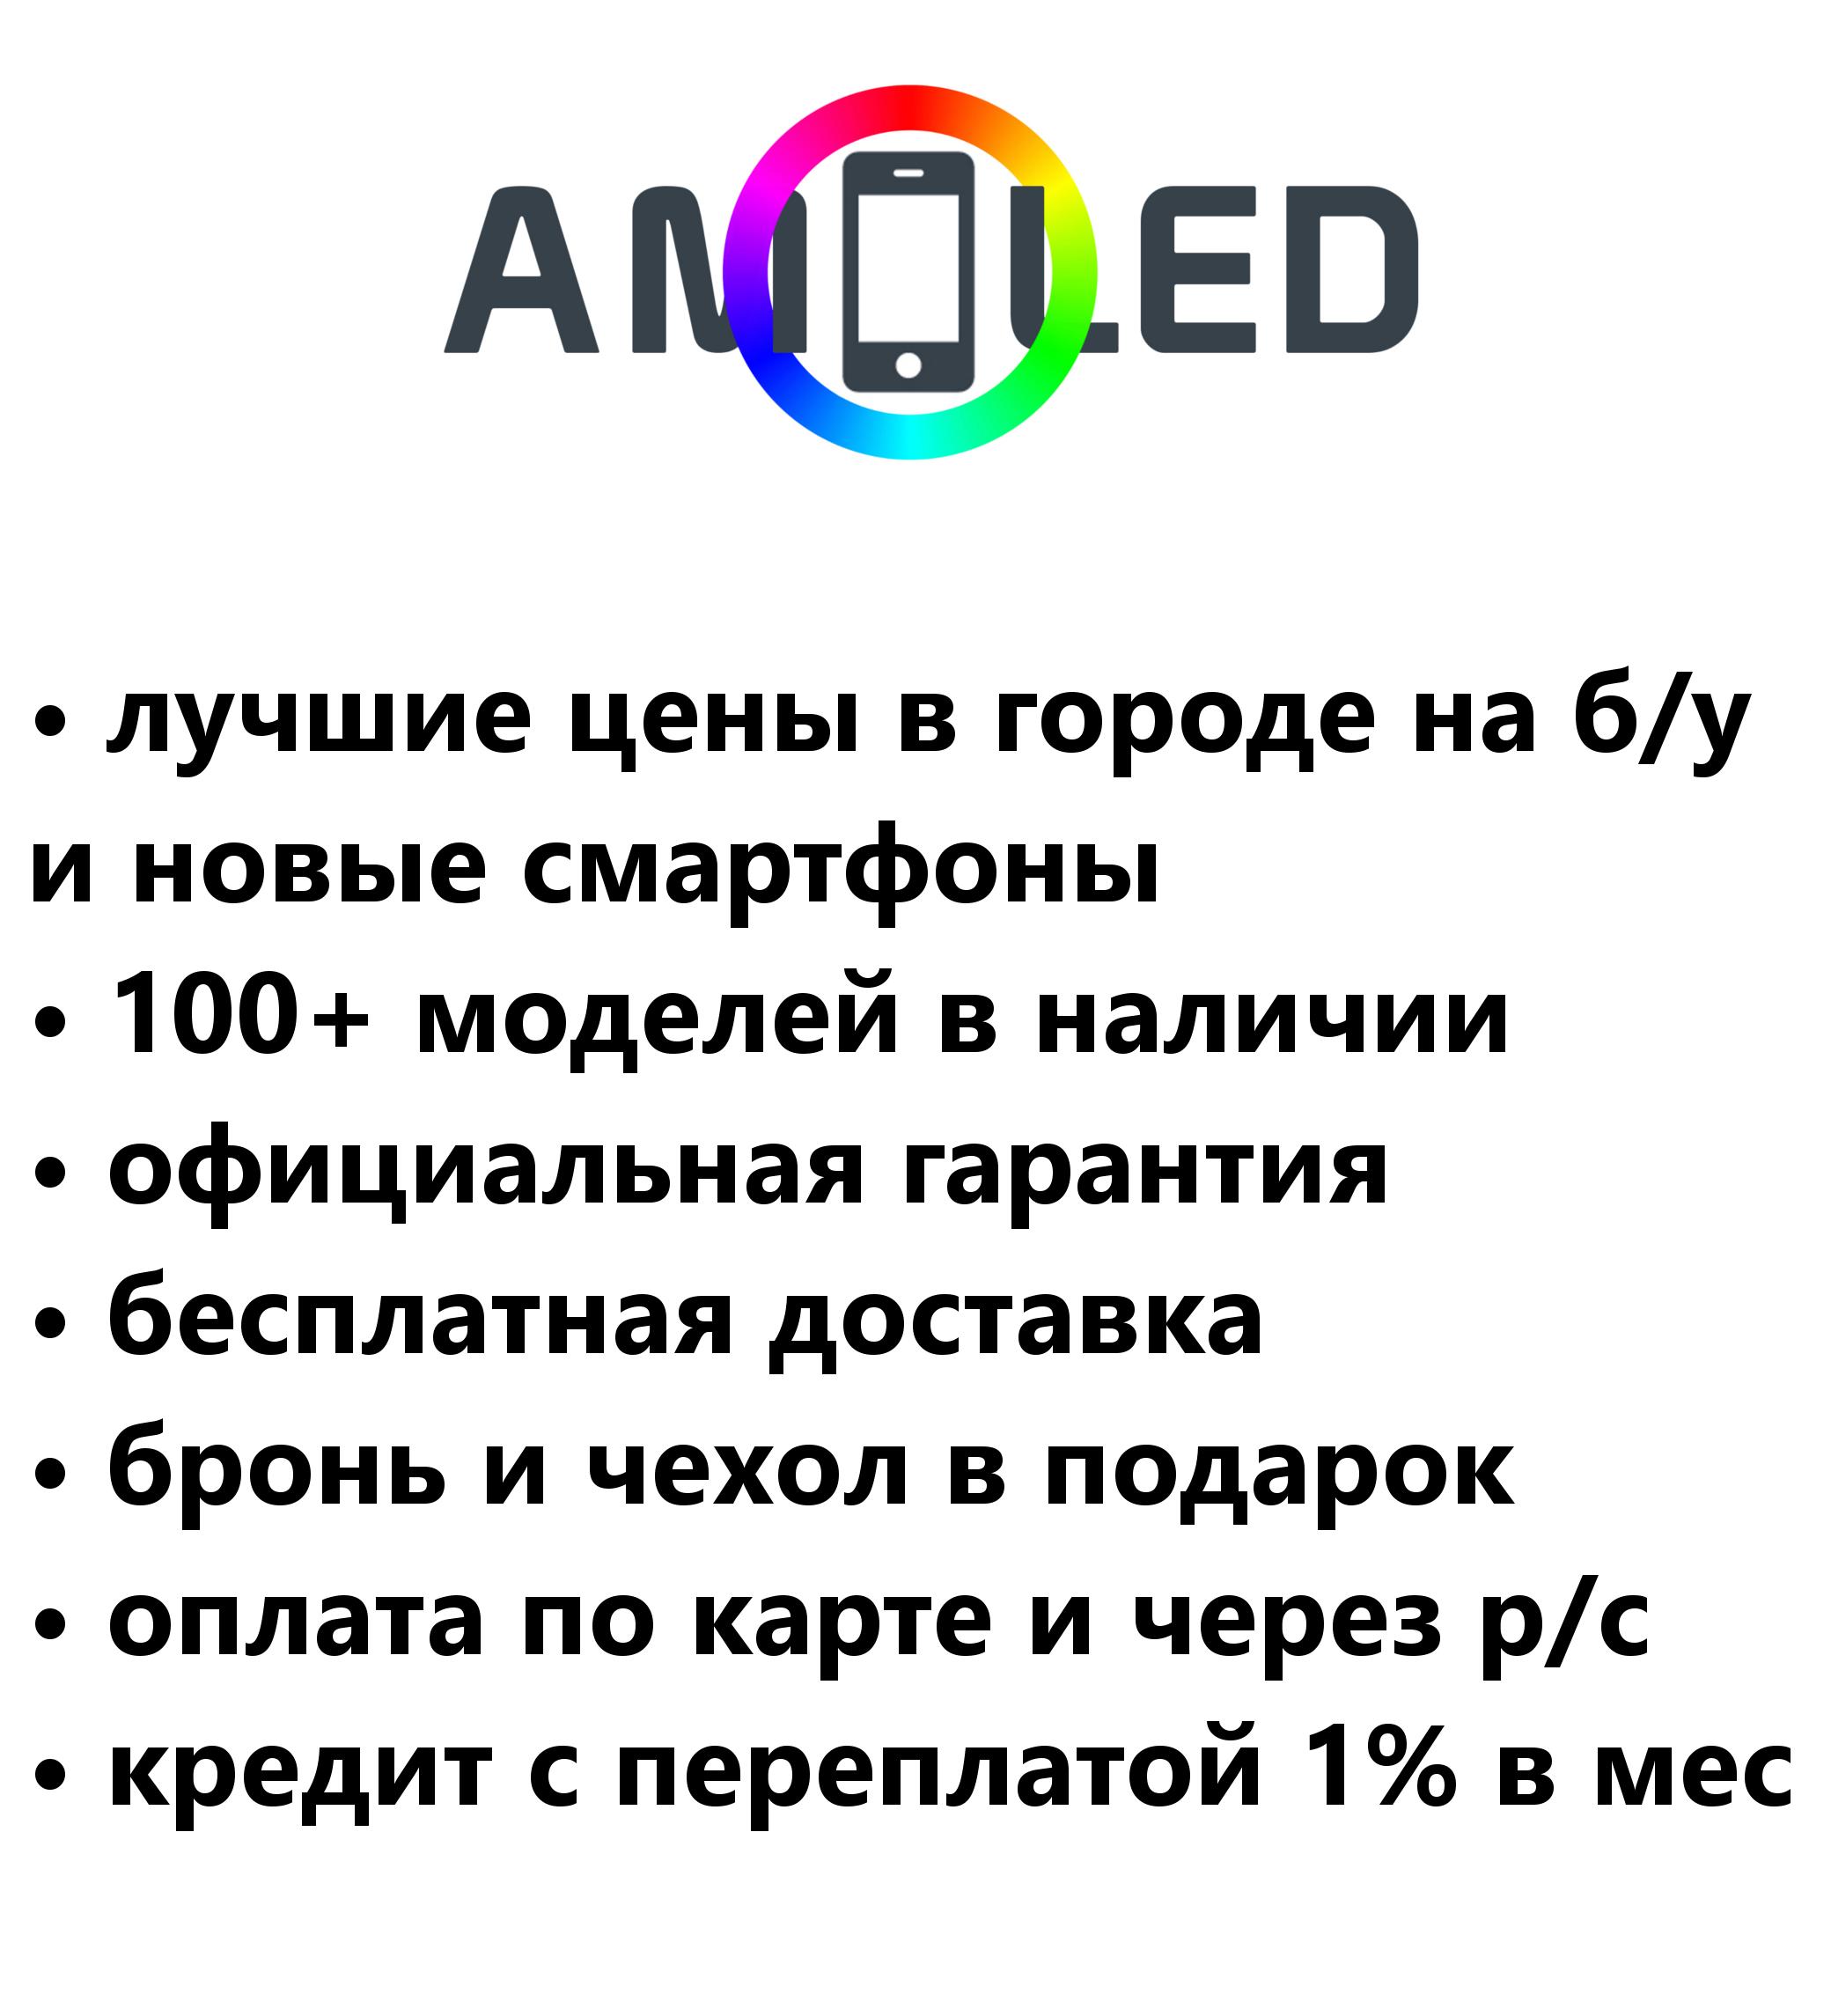 AMOLED
• лучшие цены в городе на б/у
и новые смартфоны
• 100+ моделей в наличии
• официальная гарантия
• бесплатная доставка
• бронь и чехол в подарок
• оплата по карте и через р/с
• кредит с переплатой 1% в мес